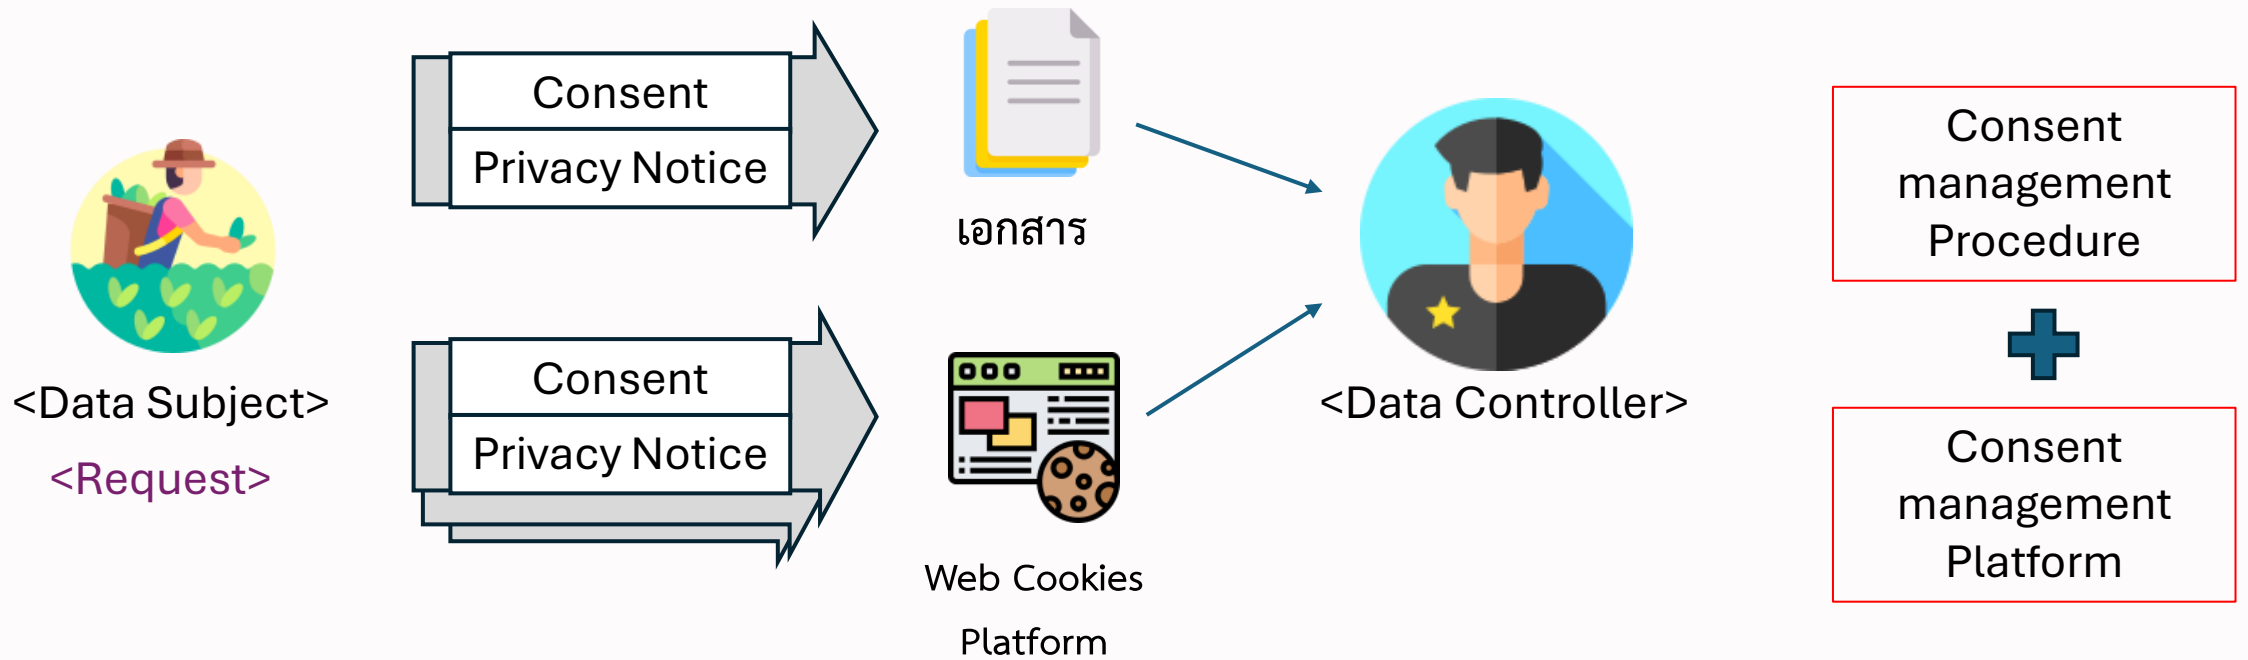 <Data Subject>
<Request>
Consent
Privacy Notice
Consent
Privacy Notice
เอกสาร
Web Cookies
Platform
<Data Controller>
Consent
management
Procedure
Consent
management
Platform